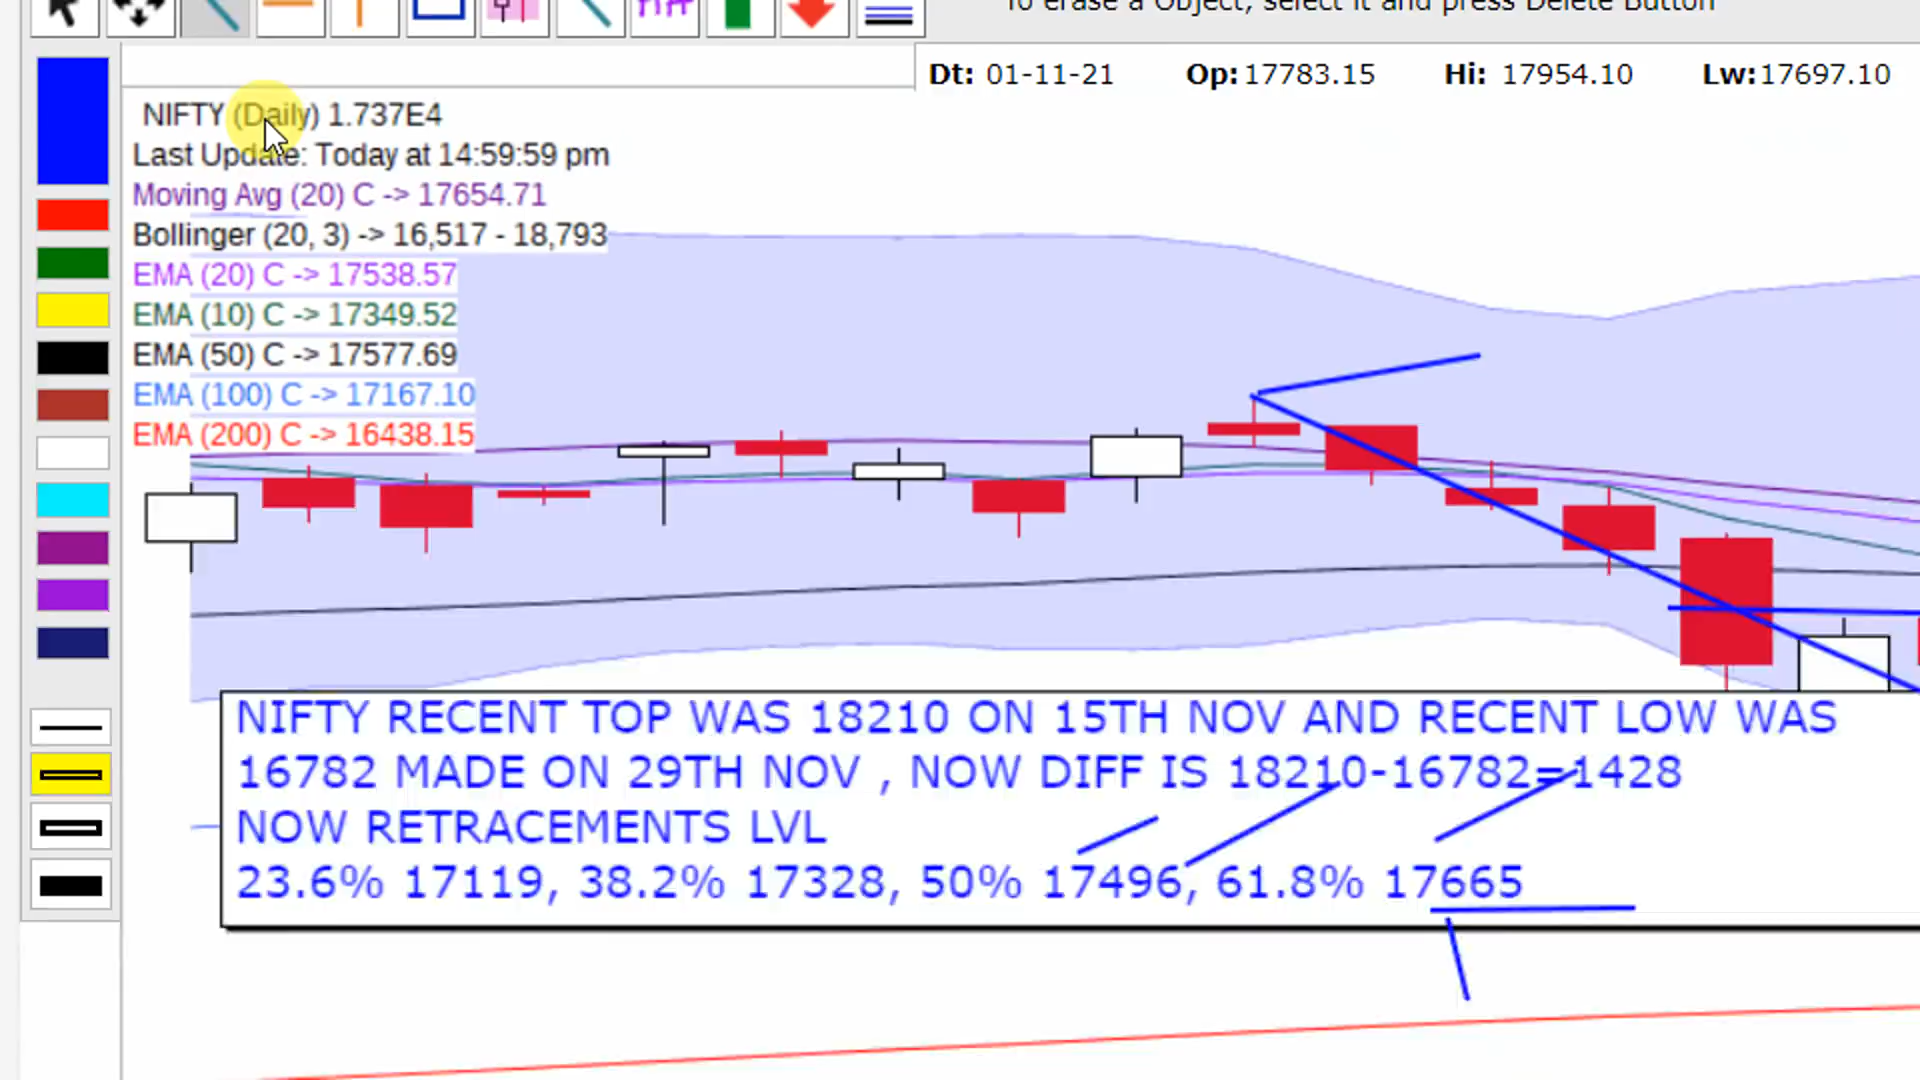 To erase a Object, select it and press Delete Button
Dt: 01-11-21 Op:17783.15 Hi: 17954.10 Lw:17697.10
NIFTY (Daily) 1.737E4
Last Update: Today at 14:59:59 pm
Moving Avg (20) C -> 17654.71
Bollinger (20, 3) -> 16,517 - 18,793
EMA (20) C -> 17538.57
EMA (10) C -> 17349.52
EMA (50) C -> 17577.69
EMA (100) C -> 17167.10
EMA (200) C -> 16438.15
NIFTY RECENT TOP WAS 18210 ON 15TH NOV AND RECENT LOW WAS
16782 MADE ON 29TH NOV , NOW DIFF IS 18210-16782=1428
NOW RETRACEMENTS LVL
23.6% 17119, 38.2% 17328, 50% 17496, 61.8% 17665